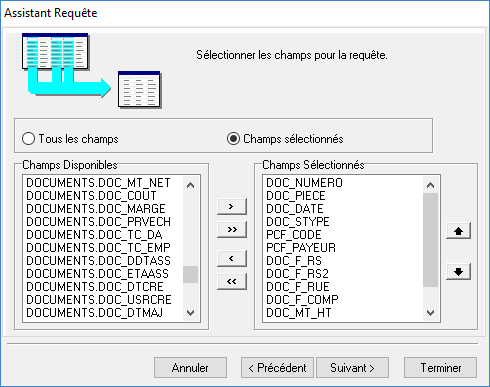 Assistant Requête
Sélectionner les champs pour la requête.
Tous les champs
Champs sélectionnés
Champs Disponibles
DOCUMENTS.DOC_MT_NET
DOCUMENTS.DOC_COUT
DOCUMENTS.DOC_MARGE
DOCUMENTS.DOC_PRVECH
DOCUMENTS.DOC_TC_DA
DOCUMENTS.DOC_TC_EMP
DOCUMENTS.DOC_DDTASS
DOCUMENTS.DOC_ETAASS
DOCUMENTS.DOC_DTCRE
DOCUMENTS.DOC_USRCRE
DOCUMENTS.DOC_DTMAJ
>
>>
<
<<
Champs Sélectionnés
DOC_NUMERO
DOC_PIECE
DOC_DATE
DOC_STYPE
PCF_CODE
PCF_PAYEUR
DOC_F_RS
DOC_F_RS2
DOC_F_RUE
DOC_F_COMP
DOC_MT_HT
Annuler
< Précédent
Suivant >
Terminer